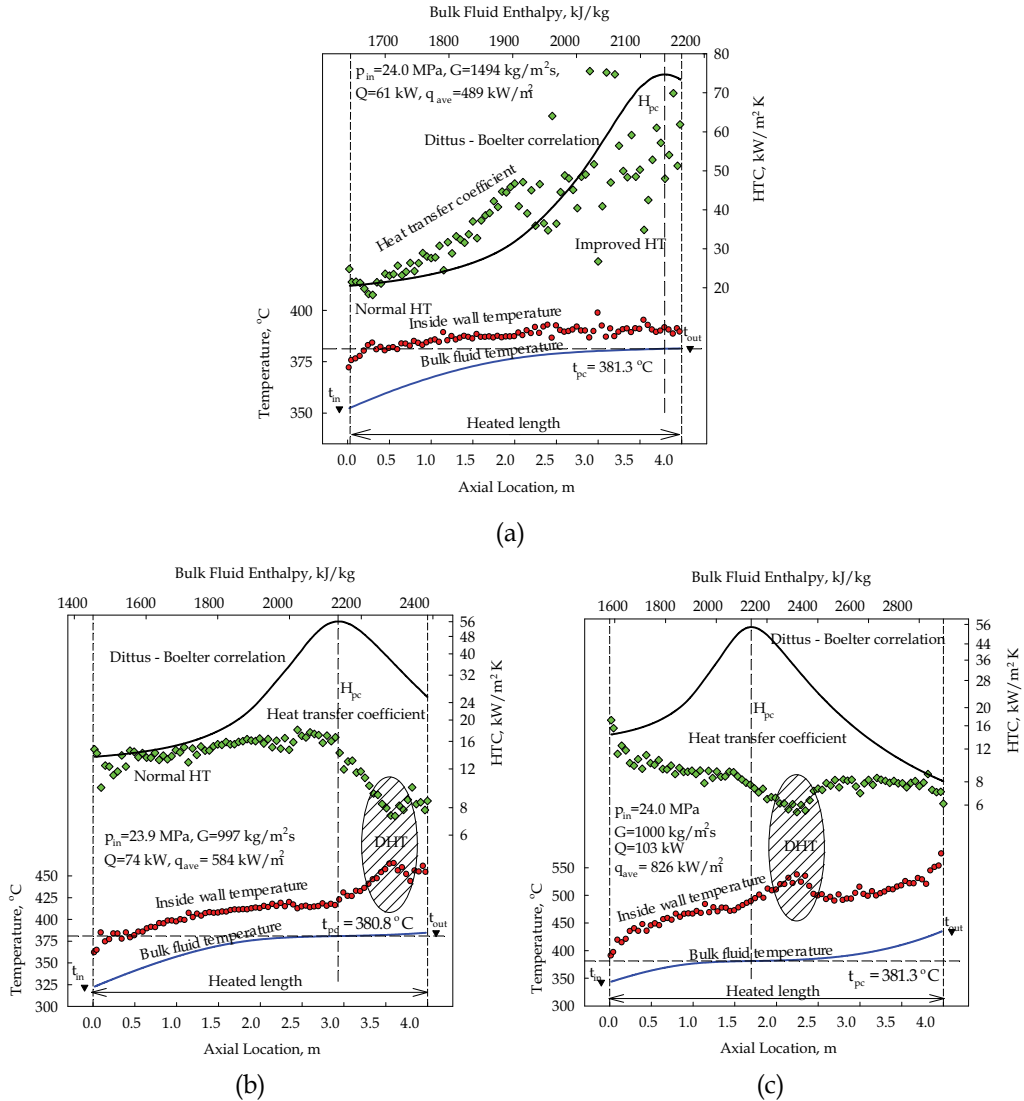 Bulk Fluid Enthalpy, kJ/kg
1700 1800 1900 2000 2100 2200
p_in=24.0 MPa, G=1494 kg/m²s,
Q=61 kW, q_ave=489 kW/m²
H_pc
Dittus - Boelter correlation
Heat transfer coefficient
Improved HT
Normal HT
80
70
60
50
40
30
20
HTC, kW/m² K
Inside wall temperature
Bulk fluid temperature
t_pc = 381.3 °C
t_in
t_out
Heated length
400
375
350
Temperature, °C
0.0 0.5 1.0 1.5 2.0 2.5 3.0 3.5 4.0
Axial Location, m
(a)
Bulk Fluid Enthalpy, kJ/kg
1400 1600 1800 2000 2200 2400
Dittus - Boelter correlation
H_pc
Heat transfer coefficient
Normal HT
56
44
36
28
24
20
16
12
8
6
HTC, kW/m² K
p_in=23.9 MPa, G=997 kg/m²s
Q=74 kW, q_ave= 584 kW/m²
DHT
Inside wall temperature
t_pc = 380.8 °C
Bulk fluid temperature
t_in
t_out
Heated length
450
425
400
375
350
325
300
Temperature, °C
0.0 0.5 1.0 1.5 2.0 2.5 3.0 3.5 4.0
Axial Location, m
(b)
Bulk Fluid Enthalpy, kJ/kg
1600 1800 2000 2200 2400 2600 2800
Dittus - Boelter correlation
H_pc
Heat transfer coefficient
56
44
36
28
20
16
12
8
6
HTC, kW/m² K
p_in=24.0 MPa
G=1000 kg/m²s
Q=103 kW
q_ave= 826 kW/m²
DHT
Inside wall temperature
Bulk fluid temperature
t_pc = 381.3 °C
t_in
t_out
Heated length
550
500
450
400
350
300
Temperature, °C
0.0 0.5 1.0 1.5 2.0 2.5 3.0 3.5 4.0
Axial Location, m
(c)